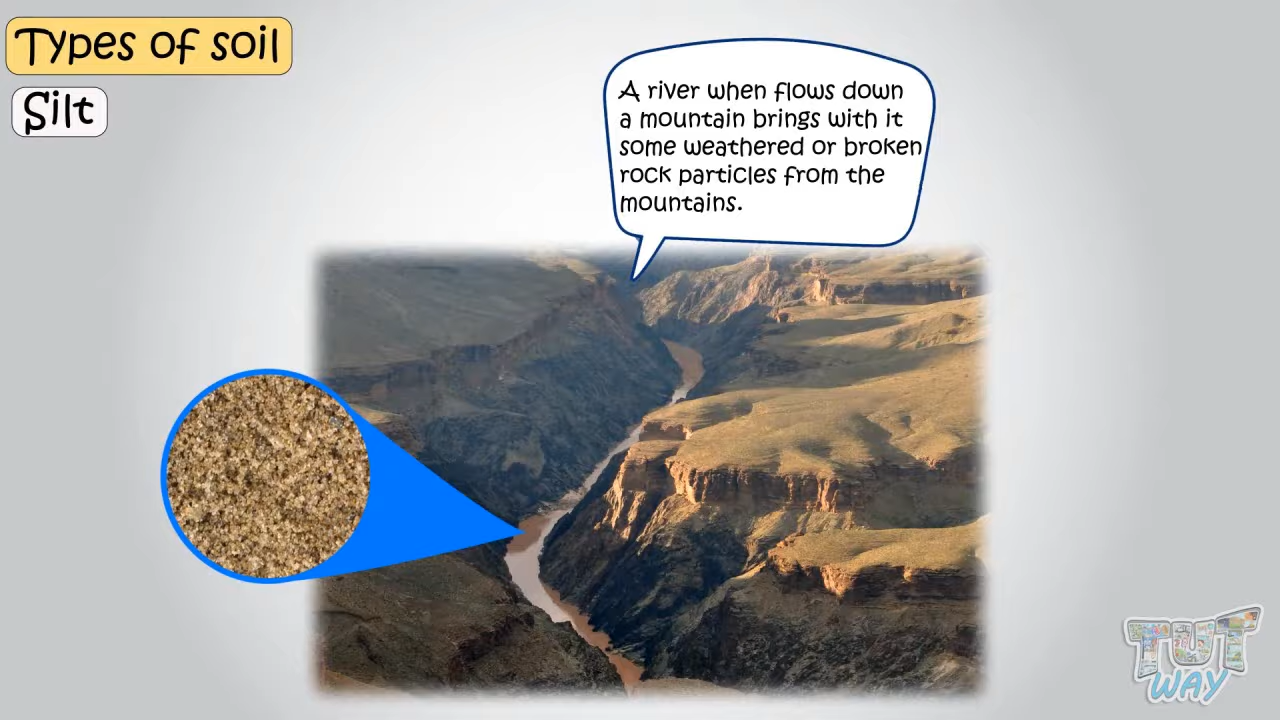 Types of soil
Silt
A river when flows down
a mountain brings with it
some weathered or broken
rock particles from the
mountains.
TUT
WAY